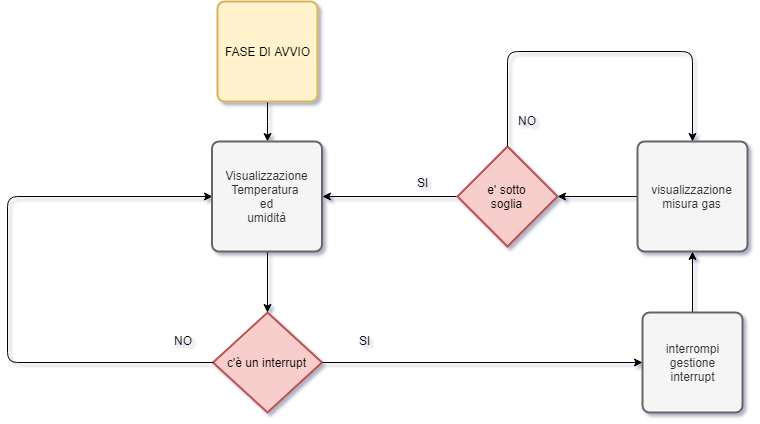 FASE DI AVVIO
Visualizzazione
Temperatura
ed
umidità
NO
SI
e' sotto
soglia
visualizzazione
misura gas
NO
SI
c'è un interrupt
interrompi
gestione
interrupt